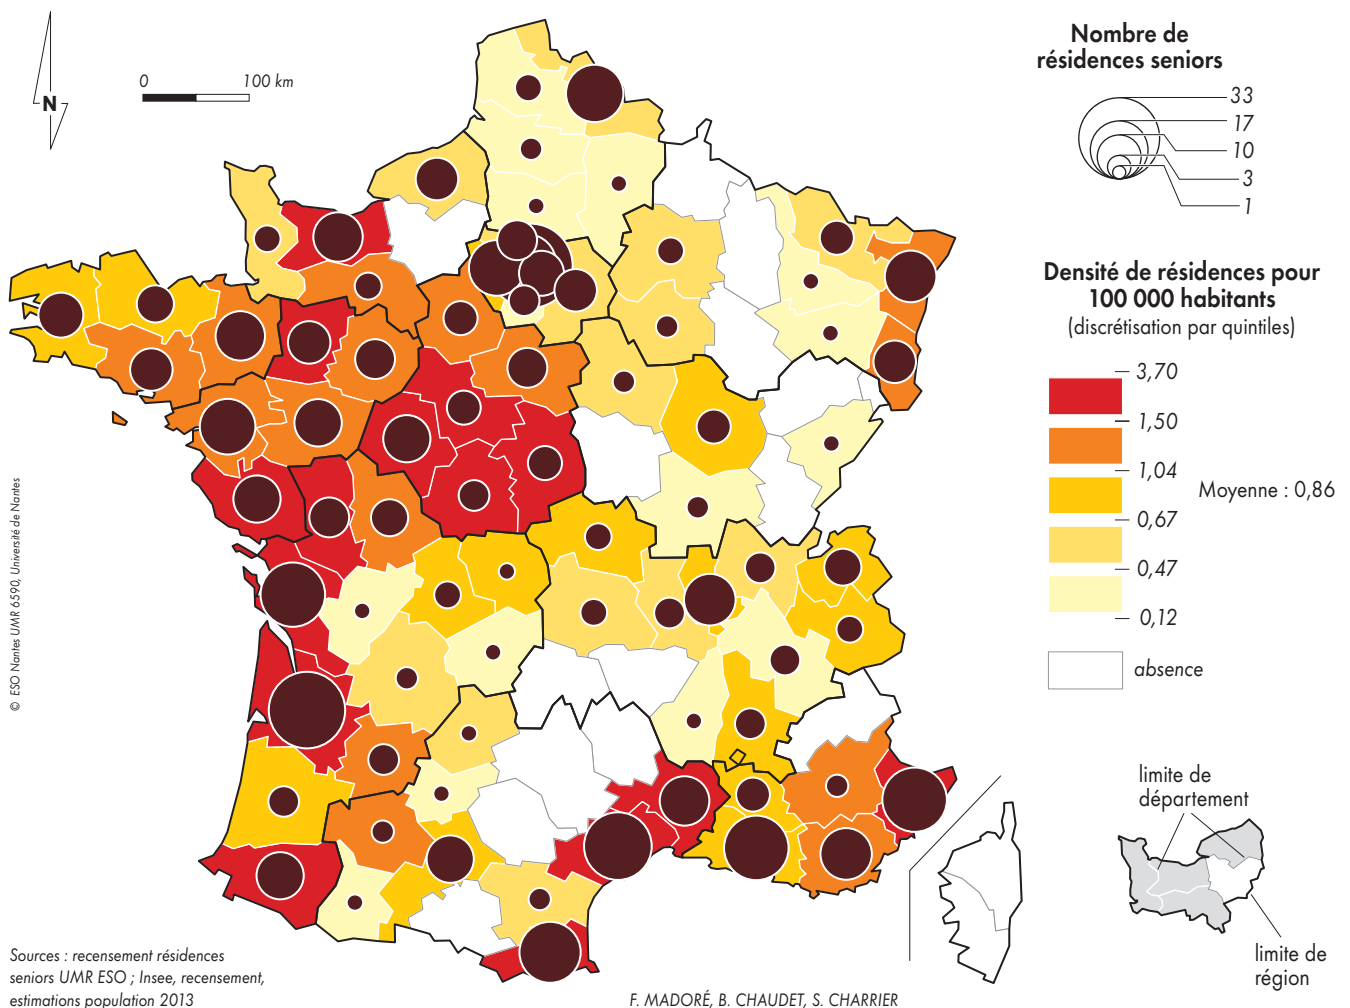 N
0
100 km
Nombre de
résidences seniors
33
17
10
3
1
Densité de résidences pour
100 000 habitants
(discrétisation par quintiles)
3,70
1,50
1,04
Moyenne : 0,86
0,67
0,47
0,12
absence
limite de
département
limite de
région
© ESO Nantes UMR 6590, Université de Nantes
Sources : recensement résidences
seniors UMR ESO ; Insee, recensement,
estimations population 2013
F. MADORÉ, B. CHAUDET, S. CHARRIER